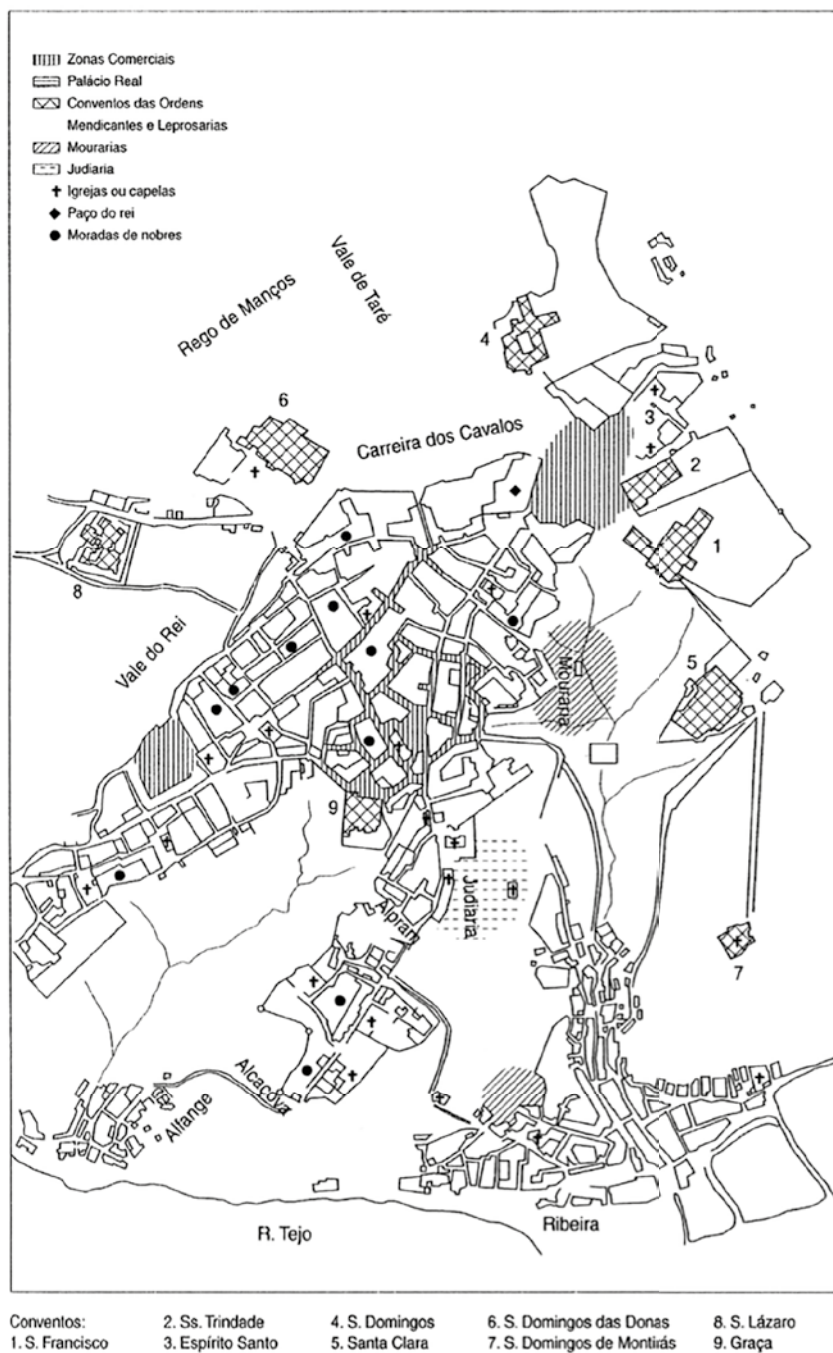 Zonas Comerciais
Palácio Real
Conventos das Ordens
Mendicantes e Leprosarias
Mourarias
Judiaria
Igrejas ou capelas
Paço do rei
Moradas de nobres
Vale de Taré
Rego de Manços
4
6
3
Carreira dos Cavalos
2
1
8
Vale do Rei
5
Mouraria
9
Judiaria
Alpram
7
Alcáçova
Alfange
R. Tejo
Ribeira
Conventos:
1. S. Francisco
2. Ss. Trindade
3. Espírito Santo
4. S. Domingos
5. Santa Clara
6. S. Domingos das Donas
7. S. Domingos de Montirás
8. S. Lázaro
9. Graça